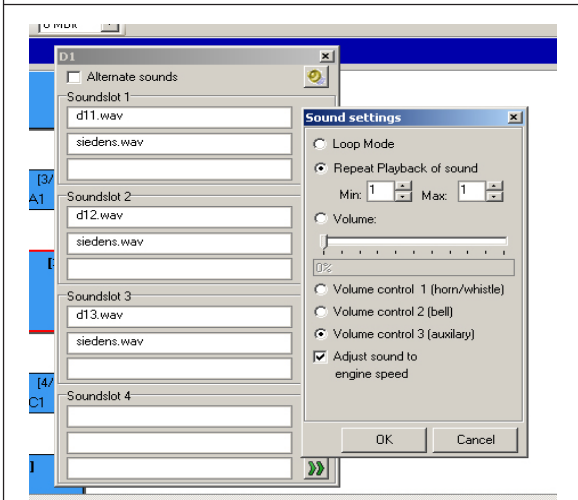 D1
Alternate sounds
Soundslot 1
d11.wav
siedens.wav
Soundslot 2
d12.wav
siedens.wav
Soundslot 3
d13.wav
siedens.wav
Soundslot 4
Sound settings
Loop Mode
Repeat Playback of sound
Min: 1 Max: 1
Volume:
0%
Volume control 1 (horn/whistle)
Volume control 2 (bell)
Volume control 3 (auxilary)
Adjust sound to
engine speed
OK Cancel
[3/
A1
[4/
C1
]